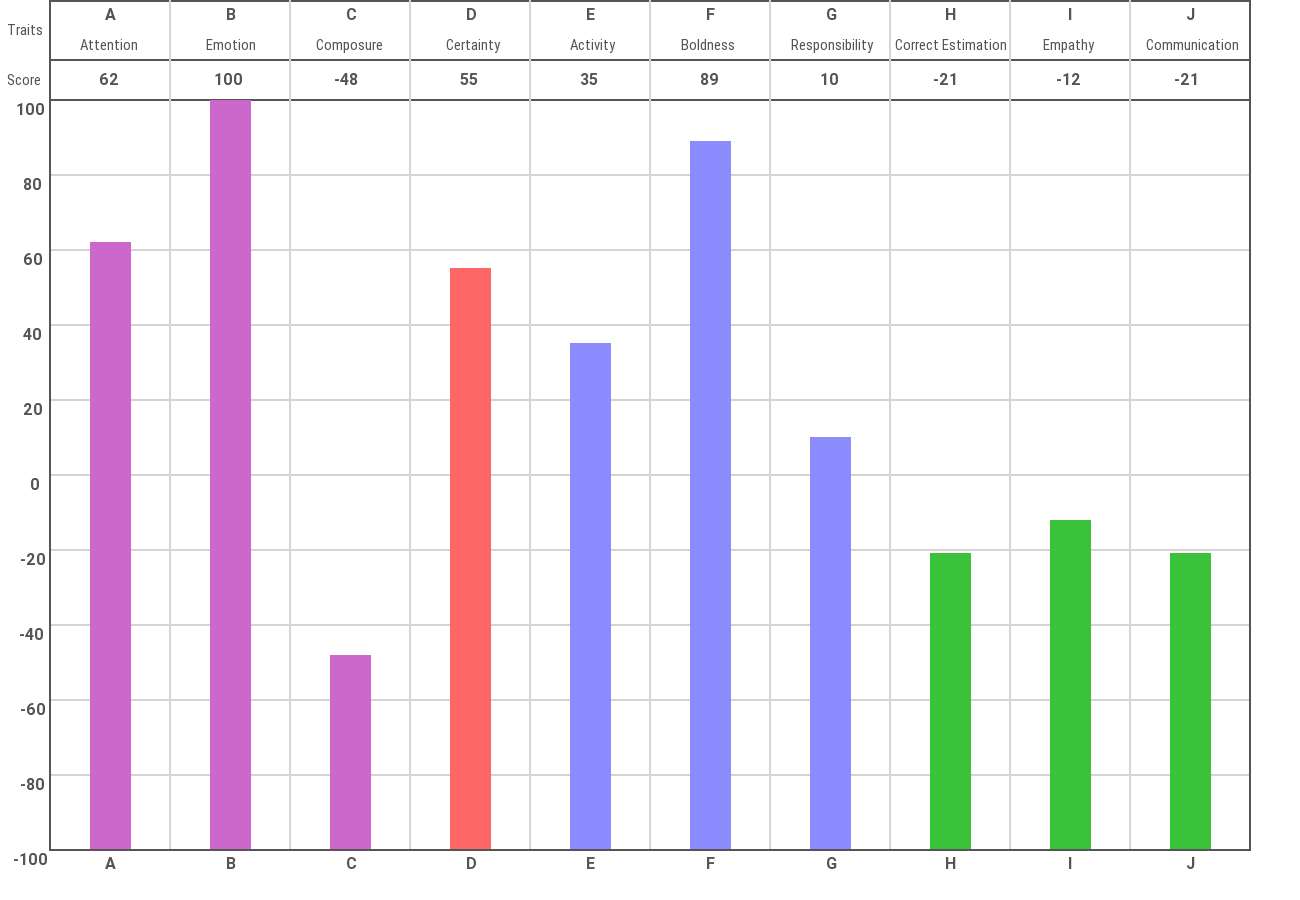 A B C D E F G H I J
Traits
Attention Emotion Composure Certainty Activity Boldness Responsibility Correct Estimation Empathy Communication
Score 62 100 -48 55 35 89 10 -21 -12 -21
100
80
60
40
20
0
-20
-40
-60
-80
-100
A B C D E F G H I J